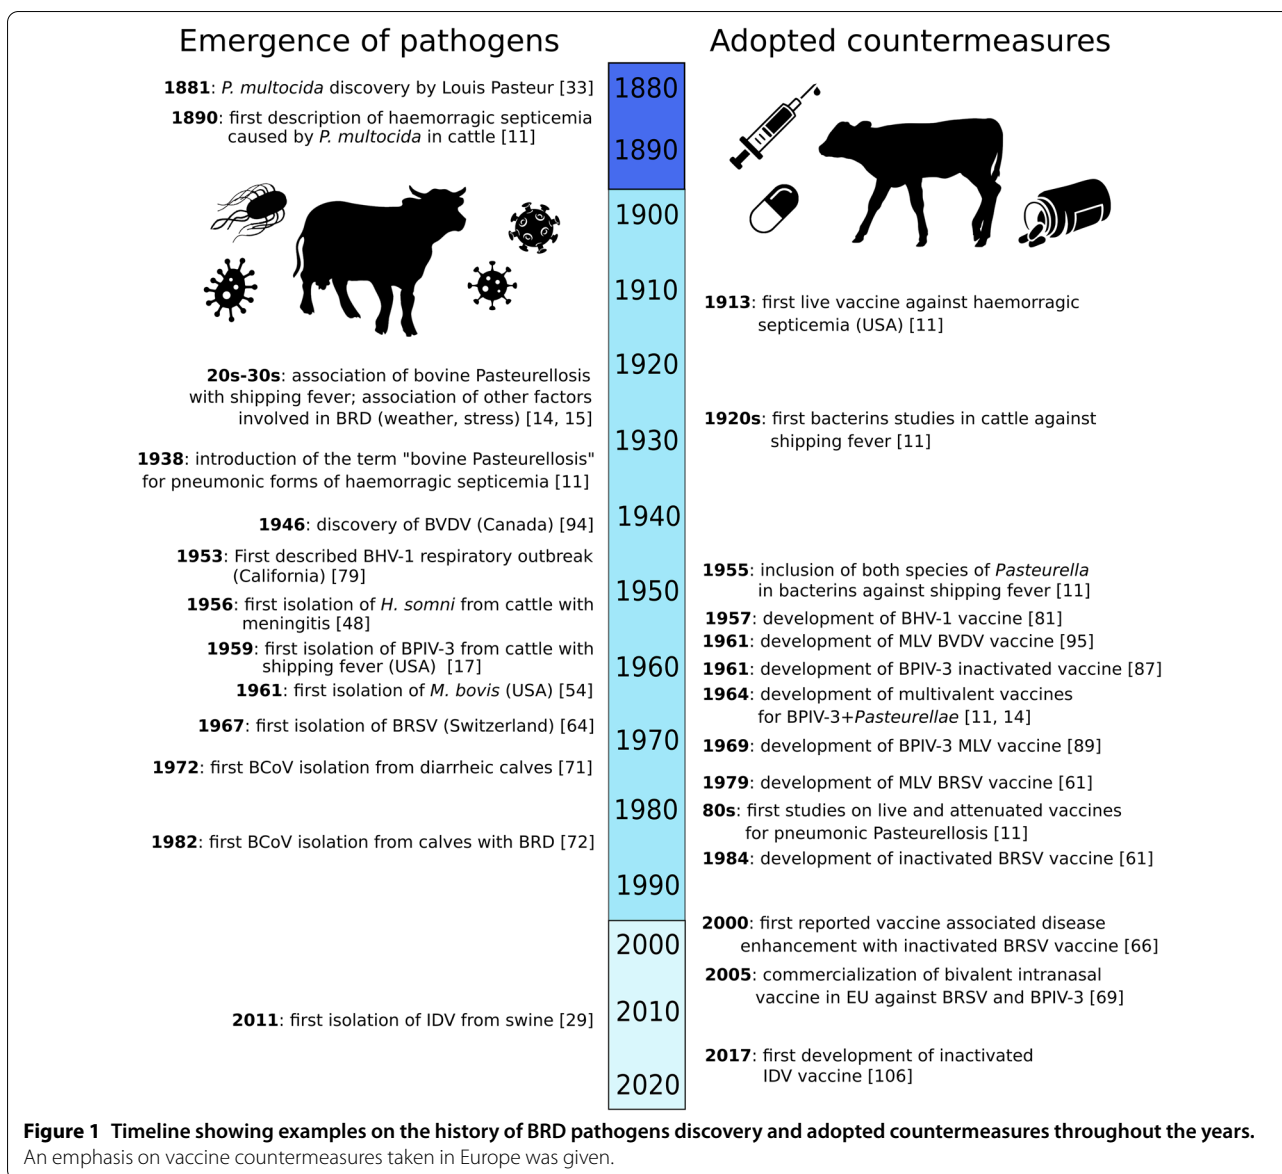 Emergence of pathogens
1881: P. multocida discovery by Louis Pasteur [33]
1890: first description of haemorragic septicemia
caused by P. multocida in cattle [11]
20s-30s: association of bovine Pasteurellosis
with shipping fever; association of other factors
involved in BRD (weather, stress) [14, 15]
1938: introduction of the term "bovine Pasteurellosis"
for pneumonic forms of haemorragic septicemia [11]
1946: discovery of BVDV (Canada) [94]
1953: First described BHV-1 respiratory outbreak
(California) [79]
1956: first isolation of H. somni from cattle with
meningitis [48]
1959: first isolation of BPIV-3 from cattle with
shipping fever (USA) [17]
1961: first isolation of M. bovis (USA) [54]
1967: first isolation of BRSV (Switzerland) [64]
1972: first BCoV isolation from diarrheic calves [71]
1982: first BCoV isolation from calves with BRD [72]
2011: first isolation of IDV from swine [29]
1880
1890
1900
1910
1920
1930
1940
1950
1960
1970
1980
1990
2000
2010
2020
Adopted countermeasures
1913: first live vaccine against haemorragic
septicemia (USA) [11]
1920s: first bacterins studies in cattle against
shipping fever [11]
1955: inclusion of both species of Pasteurella
in bacterins against shipping fever [11]
1957: development of BHV-1 vaccine [81]
1961: development of MLV BVDV vaccine [95]
1961: development of BPIV-3 inactivated vaccine [87]
1964: development of multivalent vaccines
for BPIV-3+Pasteurellae [11, 14]
1969: development of BPIV-3 MLV vaccine [89]
1979: development of MLV BRSV vaccine [61]
80s: first studies on live and attenuated vaccines
for pneumonic Pasteurellosis [11]
1984: development of inactivated BRSV vaccine [61]
2000: first reported vaccine associated disease
enhancement with inactivated BRSV vaccine [66]
2005: commercialization of bivalent intranasal
vaccine in EU against BRSV and BPIV-3 [69]
2017: first development of inactivated
IDV vaccine [106]
Figure 1 Timeline showing examples on the history of BRD pathogens discovery and adopted countermeasures throughout the years.
An emphasis on vaccine countermeasures taken in Europe was given.